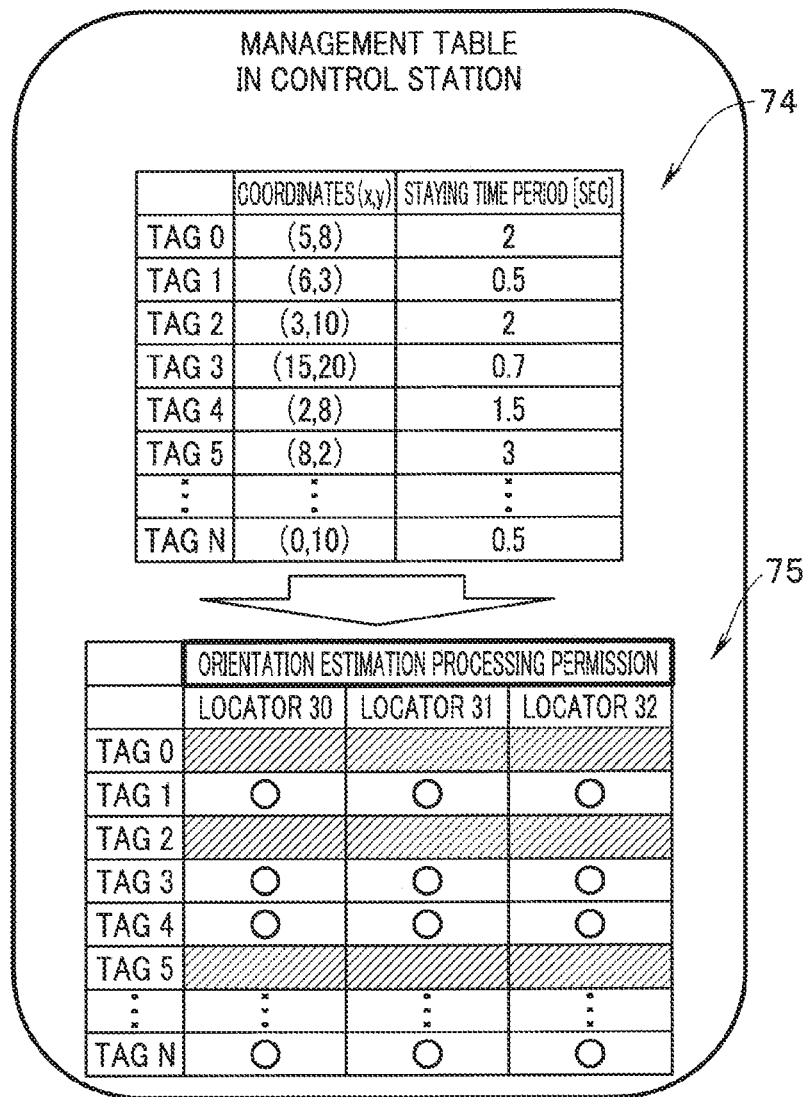 MANAGEMENT TABLE
IN CONTROL STATION
74
COORDINATES(x,y) STAYING TIME PERIOD [SEC]
TAG 0 (5,8) 2
TAG 1 (6,3) 0.5
TAG 2 (3,10) 2
TAG 3 (15,20) 0.7
TAG 4 (2,8) 1.5
TAG 5 (8,2) 3
TAG N (0,10) 0.5
75
ORIENTATION ESTIMATION PROCESSING PERMISSION
LOCATOR 30 LOCATOR 31 LOCATOR 32
TAG 0
TAG 1 ○ ○ ○
TAG 2
TAG 3 ○ ○ ○
TAG 4 ○ ○ ○
TAG 5
TAG N ○ ○ ○